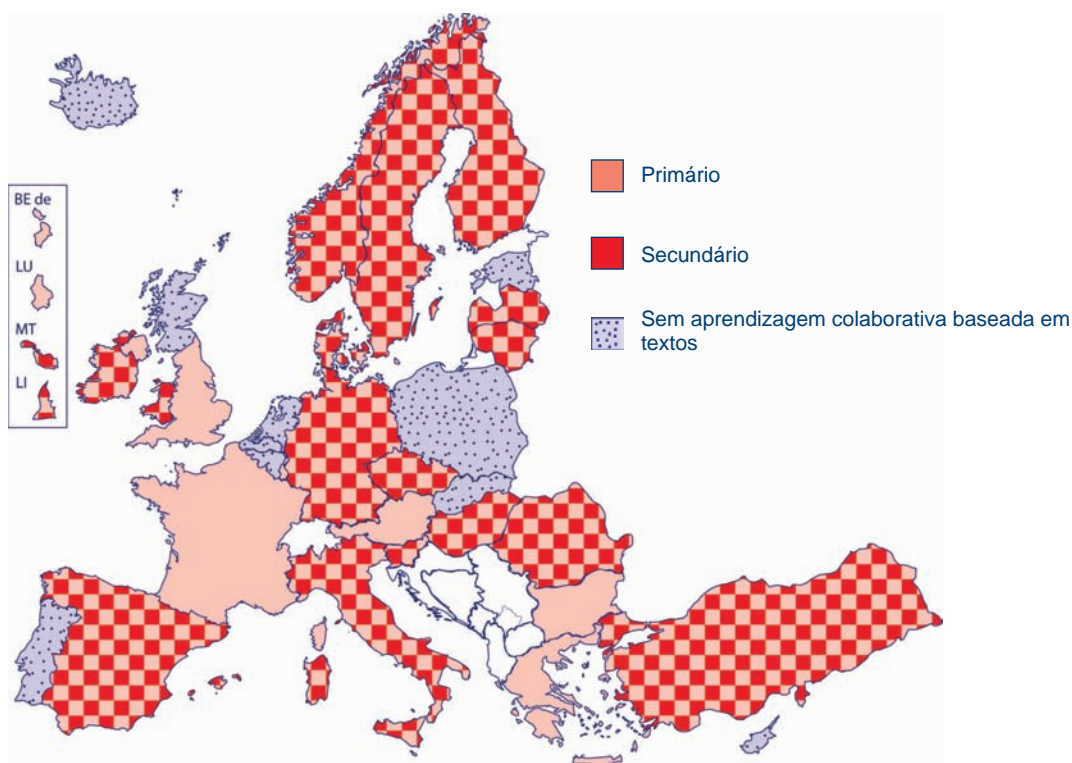 Primário
Secundário
Sem aprendizagem colaborativa baseada em
textos
BE de
LU
MT
LI